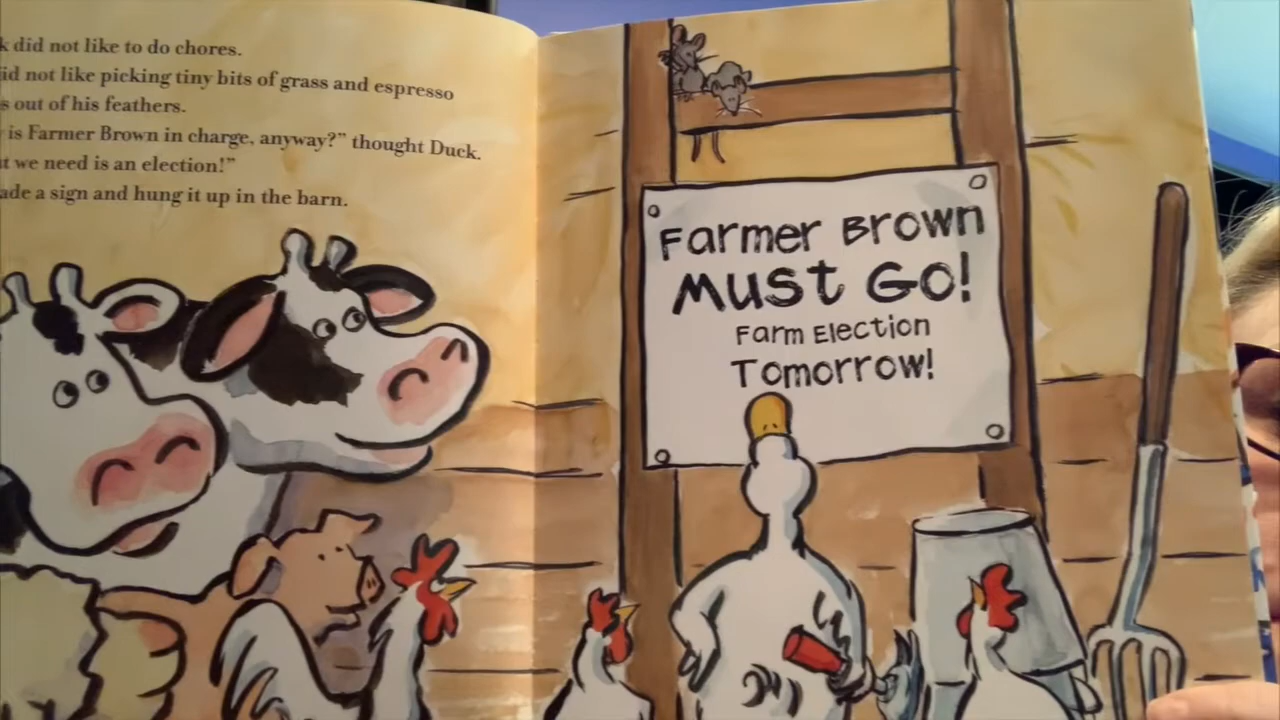 did not like to do chores.
did not like picking tiny bits of grass and espresso
out of his feathers.
is Farmer Brown in charge, anyway?” thought Duck.
we need is an election!”
a sign and hung it up in the barn.
Farmer Brown
Must Go!
Farm Election
Tomorrow!